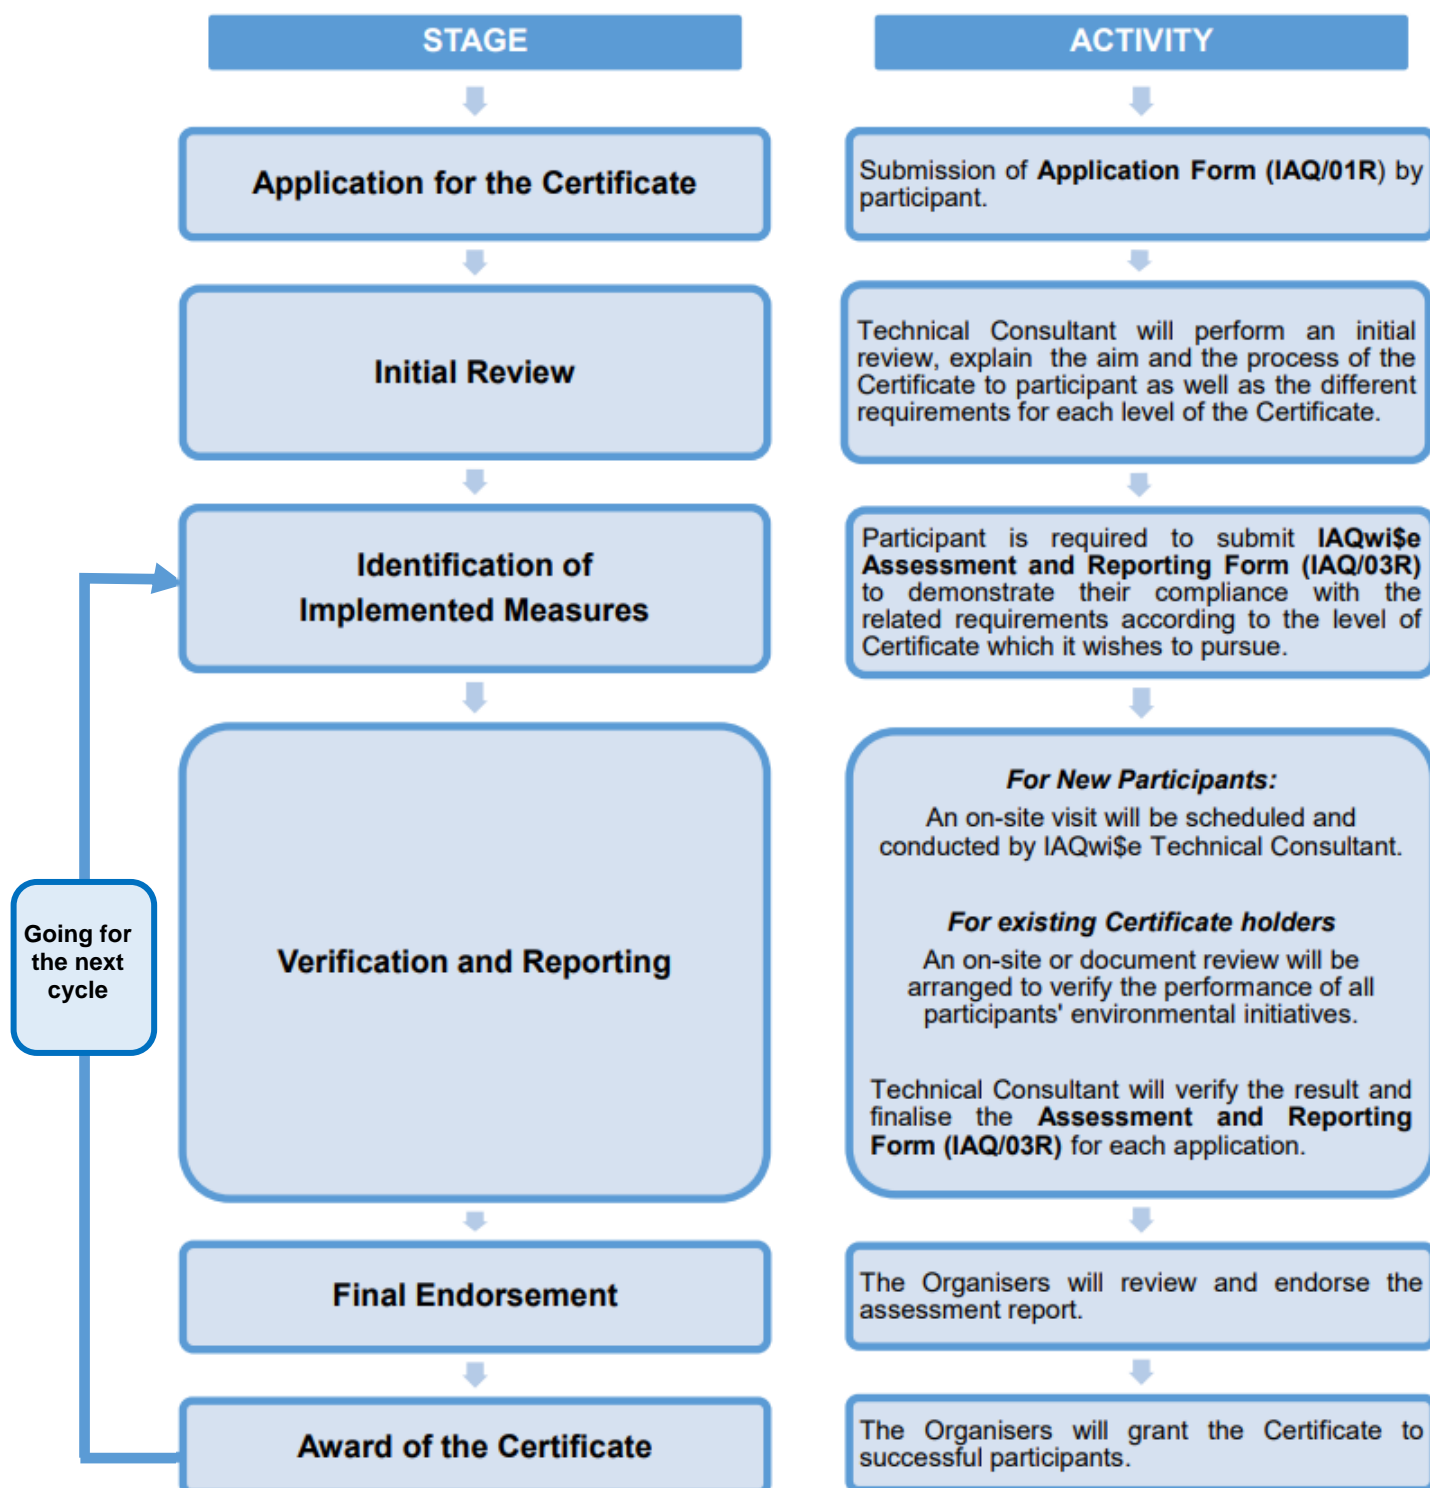 STAGE
ACTIVITY
Application for the Certificate
Submission of Application Form (IAQ/01R) by
participant.
Initial Review
Technical Consultant will perform an initial
review, explain the aim and the process of the
Certificate to participant as well as the different
requirements for each level of the Certificate.
Identification of
Implemented Measures
Participant is required to submit IAQwi$e
Assessment and Reporting Form (IAQ/03R)
to demonstrate their compliance with the
related requirements according to the level of
Certificate which it wishes to pursue.
Going for
the next
cycle
Verification and Reporting
For New Participants:
An on-site visit will be scheduled and
conducted by IAQwi$e Technical Consultant.
For existing Certificate holders
An on-site or document review will be
arranged to verify the performance of all
participants' environmental initiatives.
Technical Consultant will verify the result and
finalise the Assessment and Reporting
Form (IAQ/03R) for each application.
Final Endorsement
The Organisers will review and endorse the
assessment report.
Award of the Certificate
The Organisers will grant the Certificate to
successful participants.